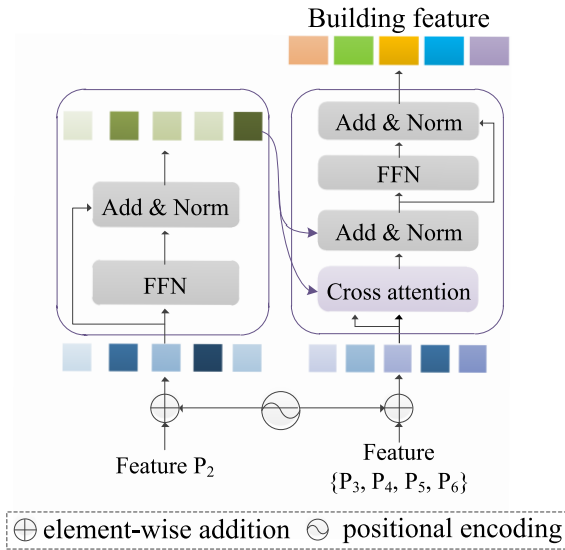 Building feature
Add & Norm
FFN
Add & Norm
Cross attention
Add & Norm
FFN
Feature P₂
Feature
{P₃, P₄, P₅, P₆}
element-wise addition
positional encoding